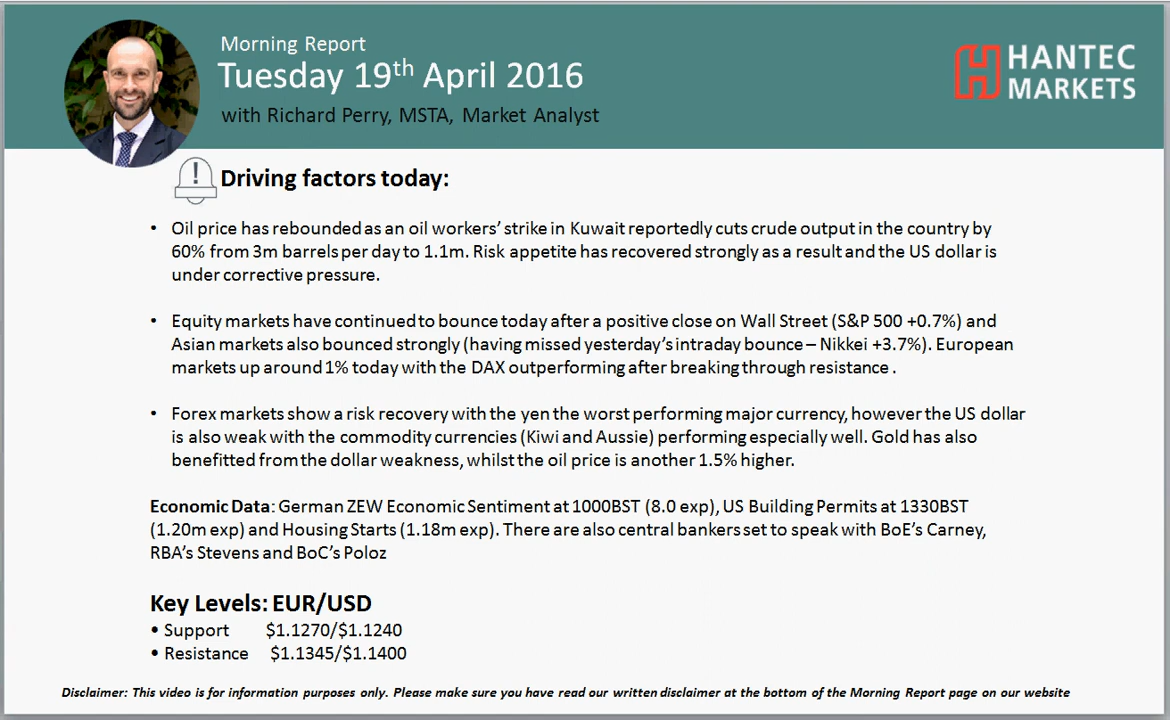 Morning Report
Tuesday 19th April 2016
with Richard Perry, MSTA, Market Analyst
HANTEC
MARKETS
Driving factors today:
• Oil price has rebounded as an oil workers' strike in Kuwait reportedly cuts crude output in the country by
60% from 3m barrels per day to 1.1m. Risk appetite has recovered strongly as a result and the US dollar is
under corrective pressure.
• Equity markets have continued to bounce today after a positive close on Wall Street (S&P 500 +0.7%) and
Asian markets also bounced strongly (having missed yesterday's intraday bounce – Nikkei +3.7%). European
markets up around 1% today with the DAX outperforming after breaking through resistance .
• Forex markets show a risk recovery with the yen the worst performing major currency, however the US dollar
is also weak with the commodity currencies (Kiwi and Aussie) performing especially well. Gold has also
benefitted from the dollar weakness, whilst the oil price is another 1.5% higher.
Economic Data: German ZEW Economic Sentiment at 1000BST (8.0 exp), US Building Permits at 1330BST
(1.20m exp) and Housing Starts (1.18m exp). There are also central bankers set to speak with BoE's Carney,
RBA's Stevens and BoC's Poloz
Key Levels: EUR/USD
• Support $1.1270/$1.1240
• Resistance $1.1345/$1.1400
Disclaimer: This video is for information purposes only. Please make sure you have read our written disclaimer at the bottom of the Morning Report page on our website